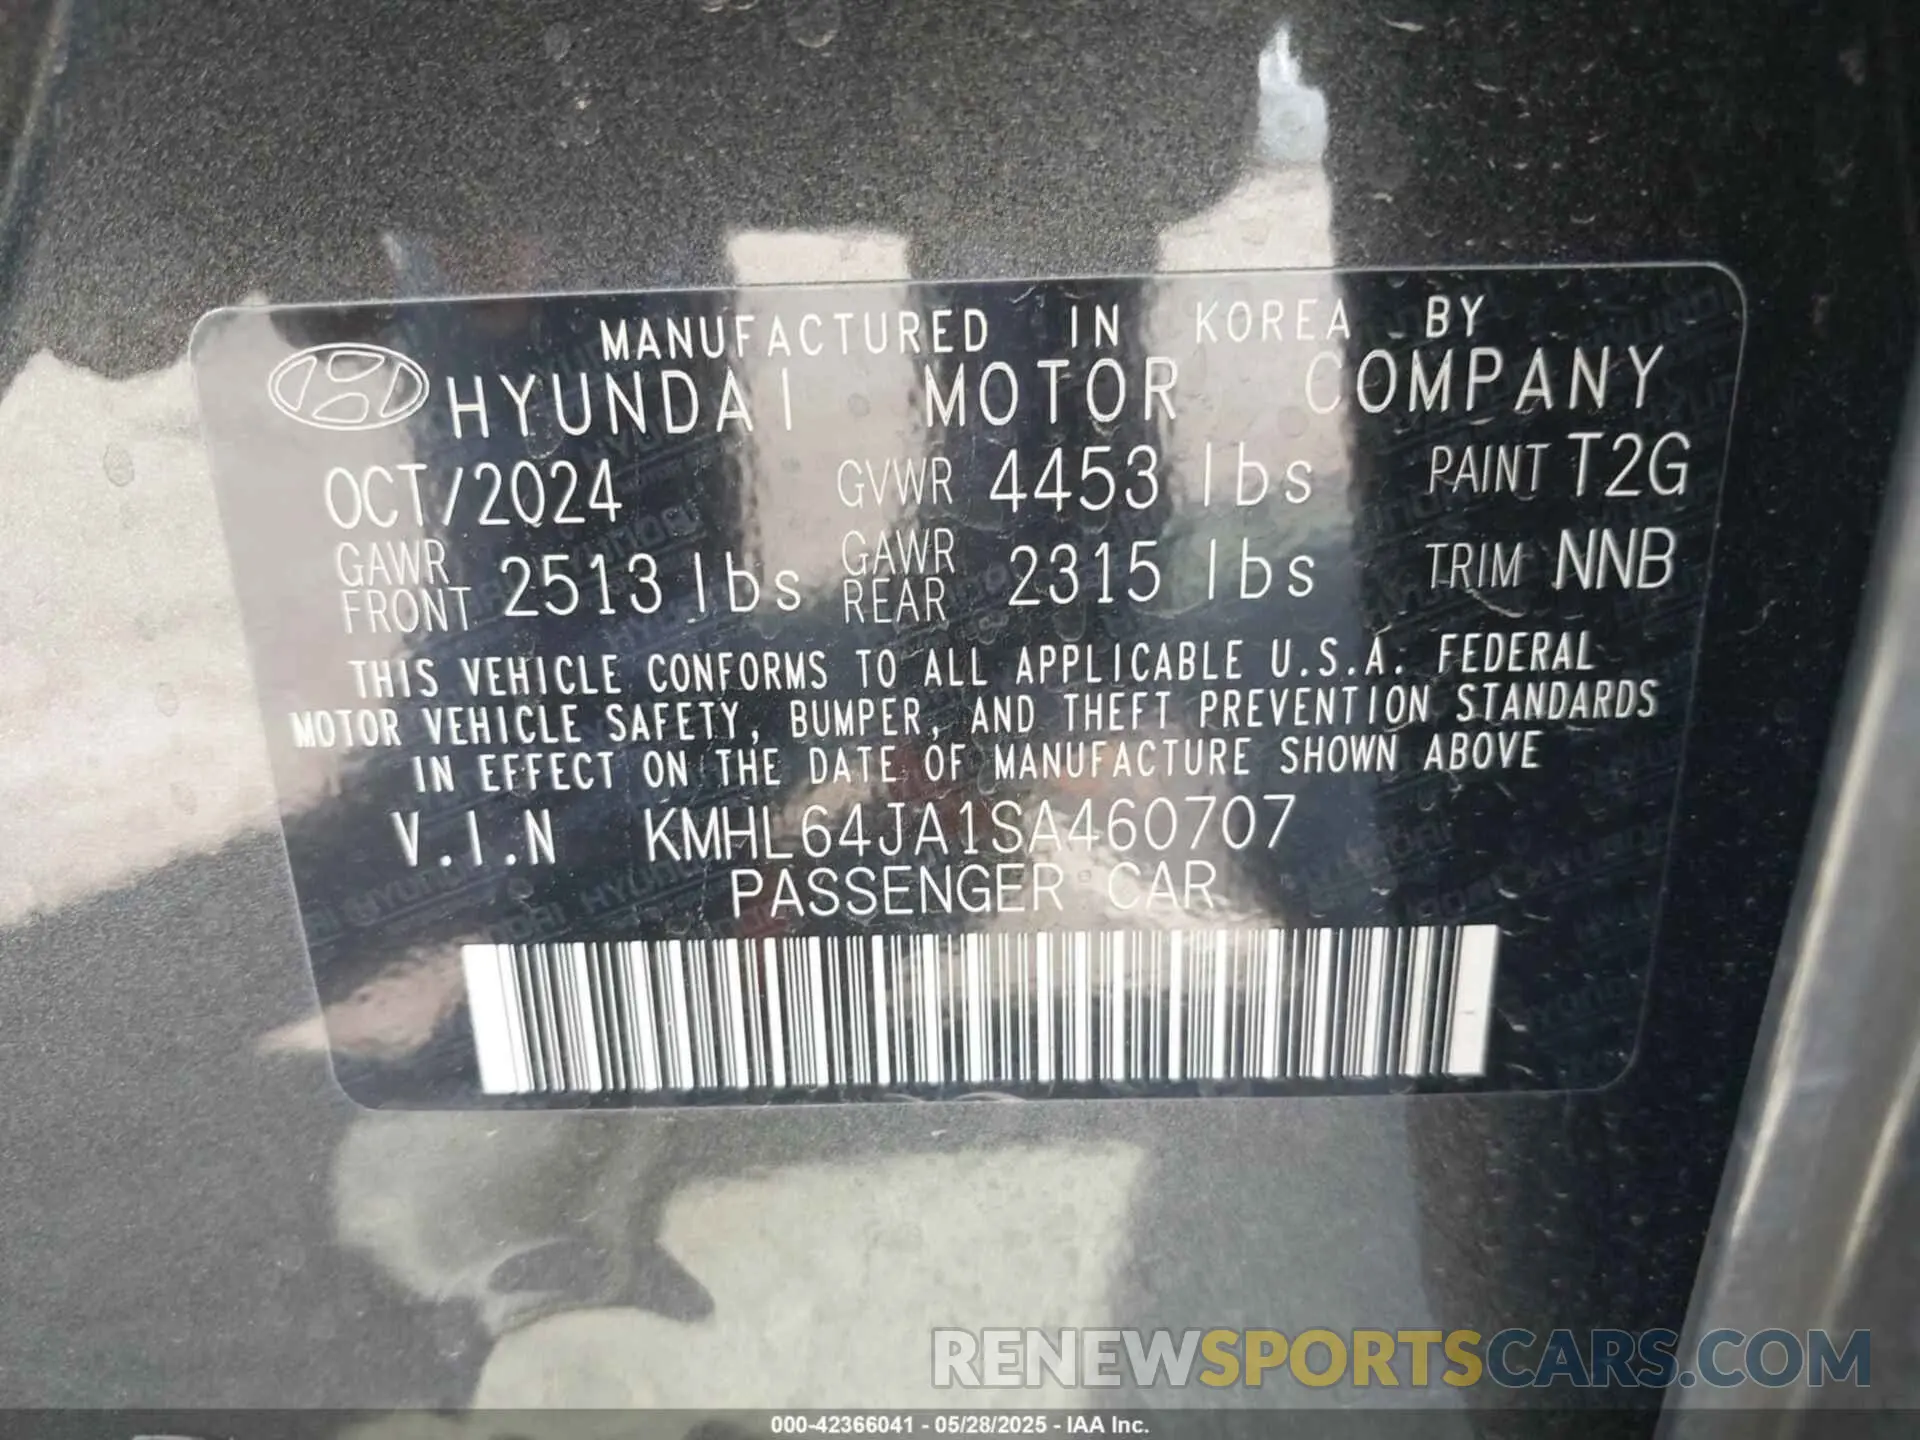 MANUFACTURED IN KOREA BY
HYUNDAI MOTOR COMPANY
OCT/2024 GVWR 4453 lbs PAINT T2G
GAWR FRONT 2513 lbs GAWR REAR 2315 lbs TRIM NNB
THIS VEHICLE CONFORMS TO ALL APPLICABLE U.S.A. FEDERAL
MOTOR VEHICLE SAFETY, BUMPER, AND THEFT PREVENTION STANDARDS
IN EFFECT ON THE DATE OF MANUFACTURE SHOWN ABOVE
V.I.N KMHL64JA1SA460707
PASSENGER CAR
RENEWSPORTSCARS.COM
000-42366041 - 05/28/2025 - IAA Inc.